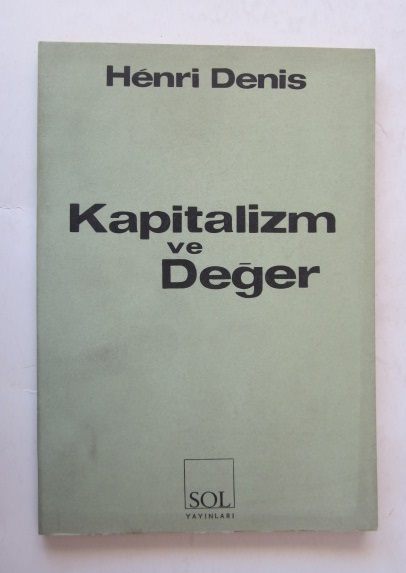 Hénri Denis
Kapitalizm
ve
Değer
SOL
YAYINLARI